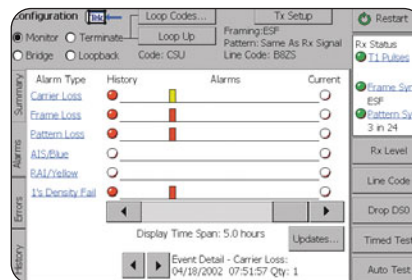 onfiguration Telc Loop Codes... Tx Setup Restart
Monitor Terminate Loop Up Framing:ESF
Pattern:Same As Rx Signal
Bridge Loopback Code: CSU Line Code: B8ZS
Rx Status
T1 Pulses
Frame Syn
ESF
Pattern Sy
3 in 24
Rx Level
Line Code
Drop DS0
Timed Test
Auto Test
Summary
Alarms
Errors
History
Alarm Type History Alarms Current
Carrier Loss
Frame Loss
Pattern Loss
AIS/Blue
RAI/Yellow
1's Density Fail
Display Time Span: 5.0 hours Updates...
Event Detail - Carrier Loss:
04/18/2002 07:51:57 Qty: 1